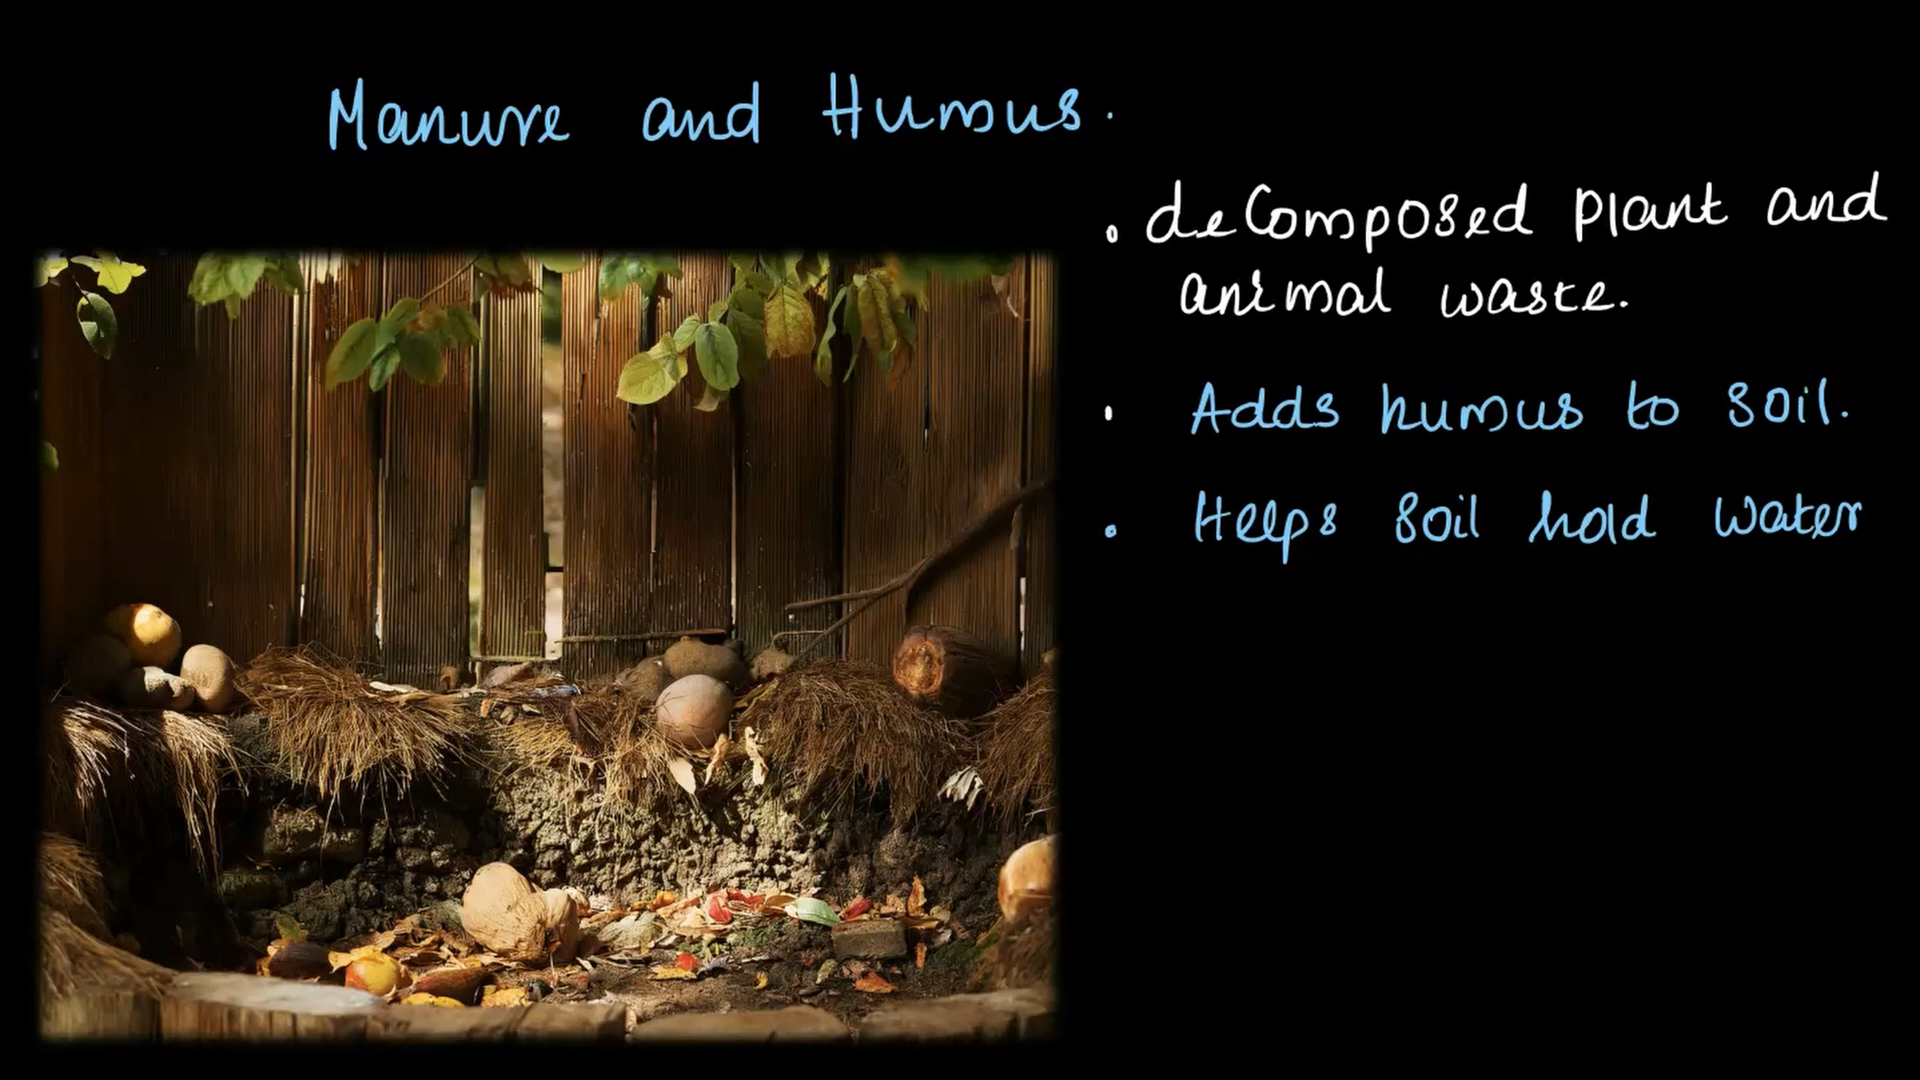 Manure and Humus.
• decomposed plant and
animal waste.
• Adds humus to soil.
• Helps soil hold water